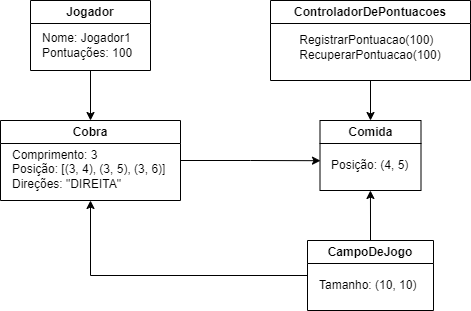 Jogador
Nome: Jogador1
Pontuações: 100
ControladorDePontuacoes
RegistrarPontuacao(100)
RecuperarPontuacao(100)
Cobra
Comprimento: 3
Posição: [(3, 4), (3, 5), (3, 6)]
Direções: "DIREITA"
Comida
Posição: (4, 5)
CampoDeJogo
Tamanho: (10, 10)